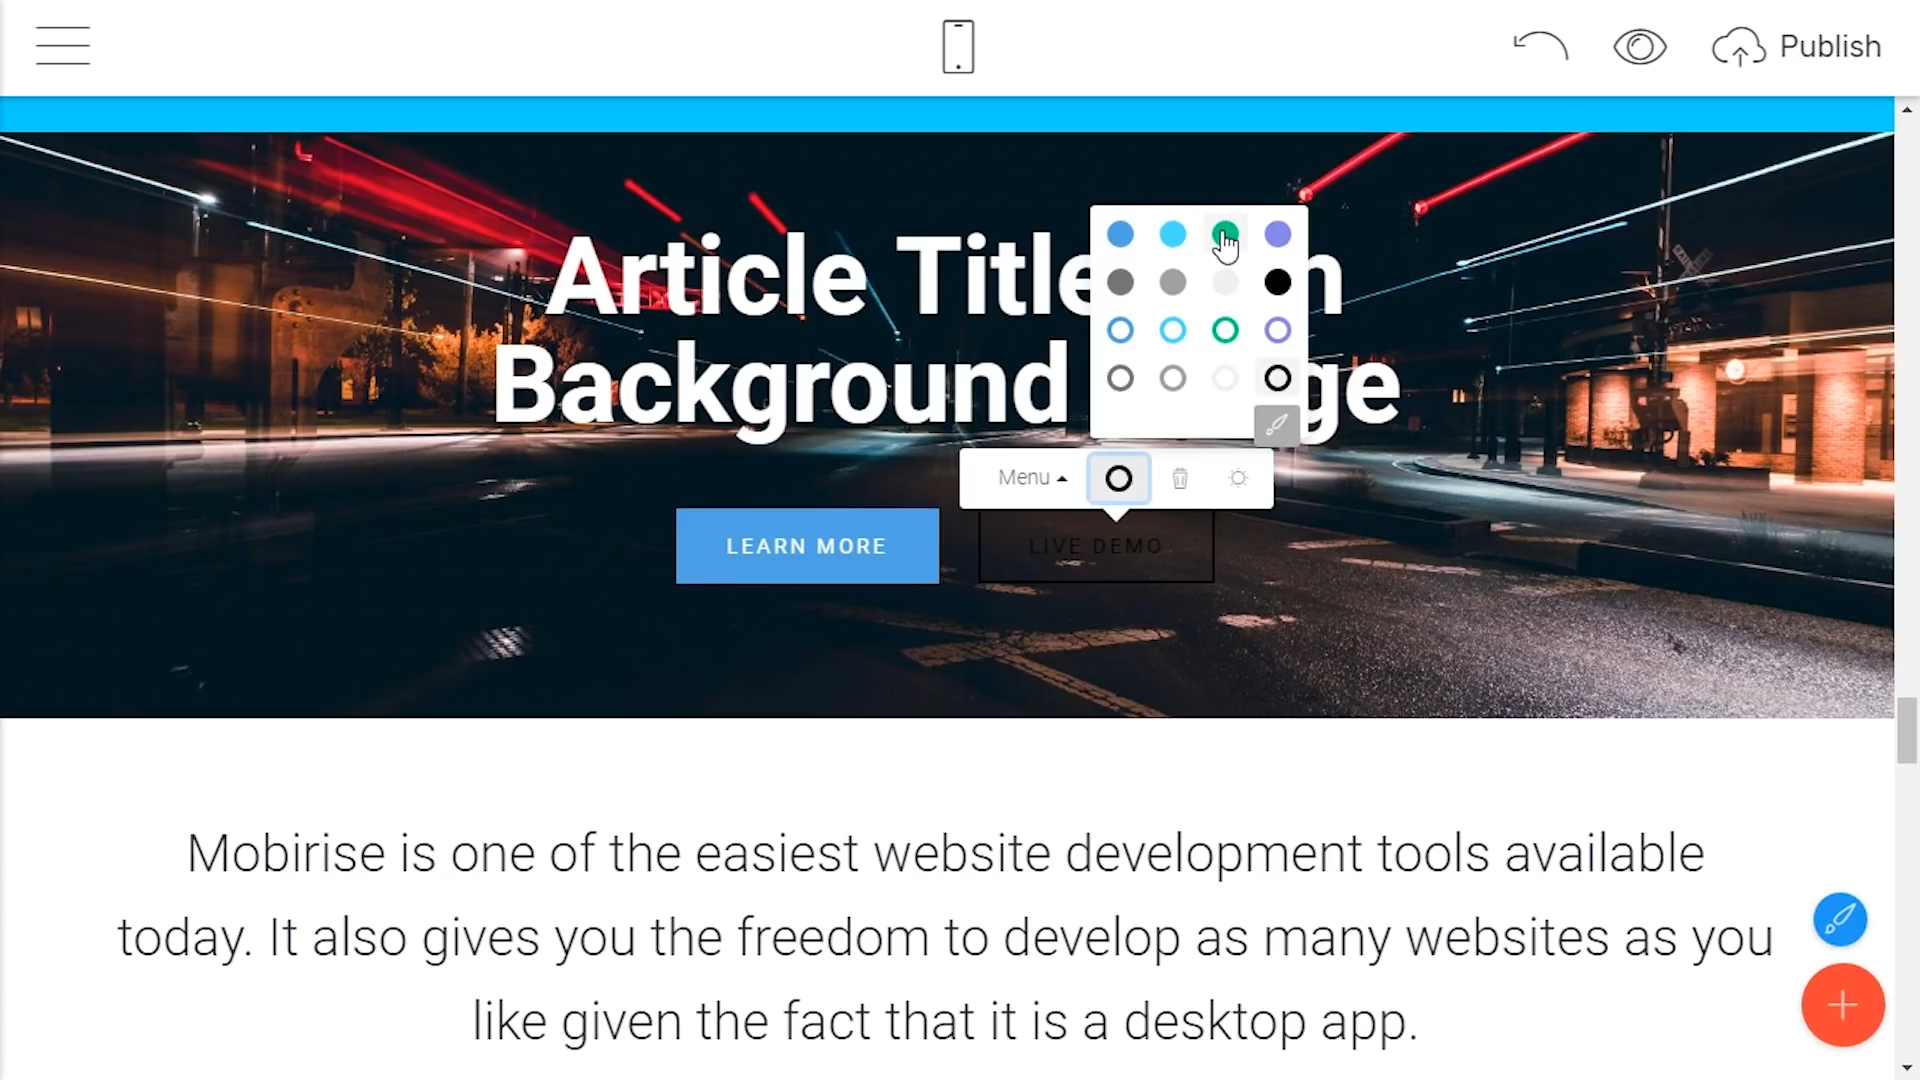 Publish
Article Title n
Background ge
Menu
LEARN MORE
LIVE DEMO
Mobirise is one of the easiest website development tools available
today. It also gives you the freedom to develop as many websites as you
like given the fact that it is a desktop app.